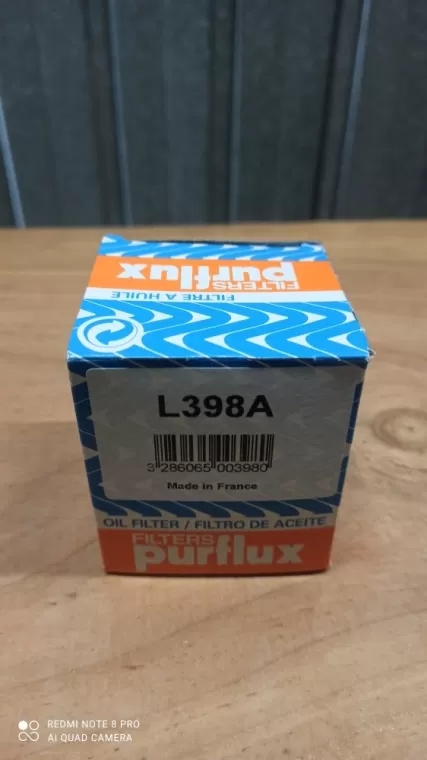 purflux
FILTERS
FILTRE A HUILE
L398A
3 286065 003980
Made in France
OIL FILTER / FILTRO DE ACEITE
FILTERS
purflux
REDMI NOTE 8 PRO
AI QUAD CAMERA